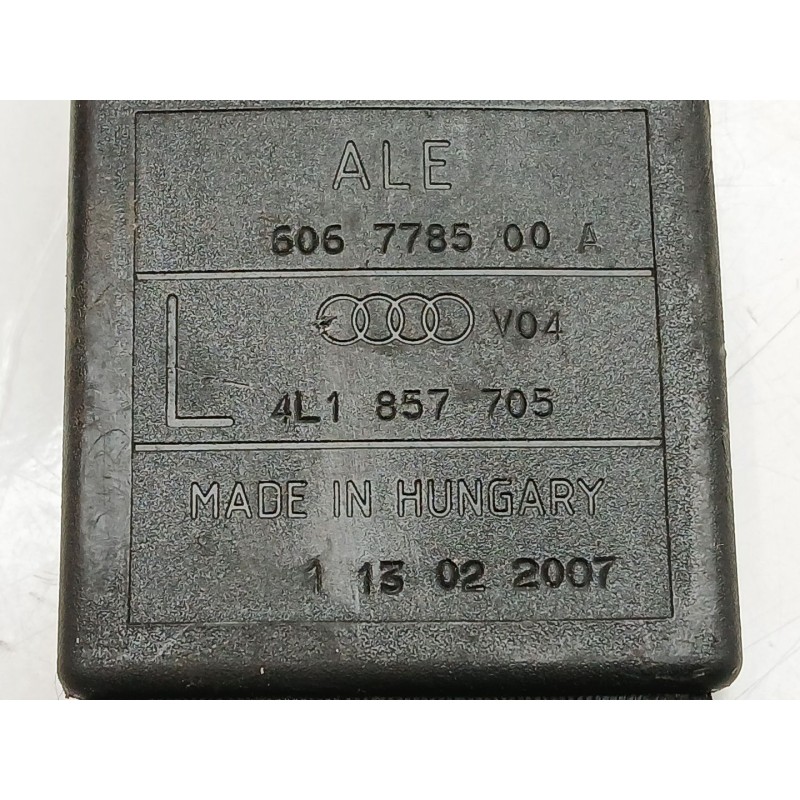 ALE
606 7785 00 A
L V04
4L1 857 705
MADE IN HUNGARY
1 13 02 2007